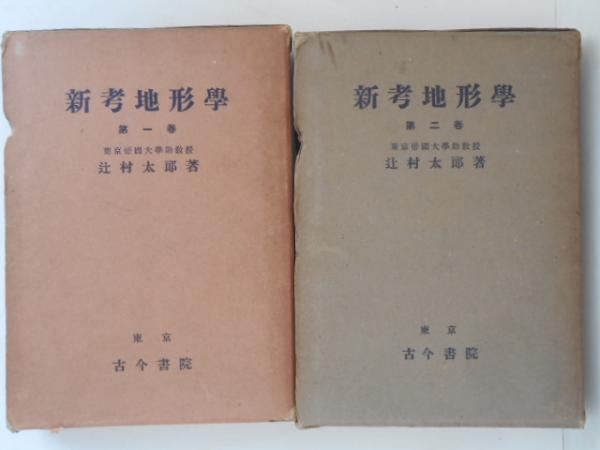 新考地形學
第一卷
東京帝國大學助教授
辻村太郎著
東京
古今書院
新考地形學
第二卷
東京帝國大學助教授
辻村太郎著
東京
古今書院